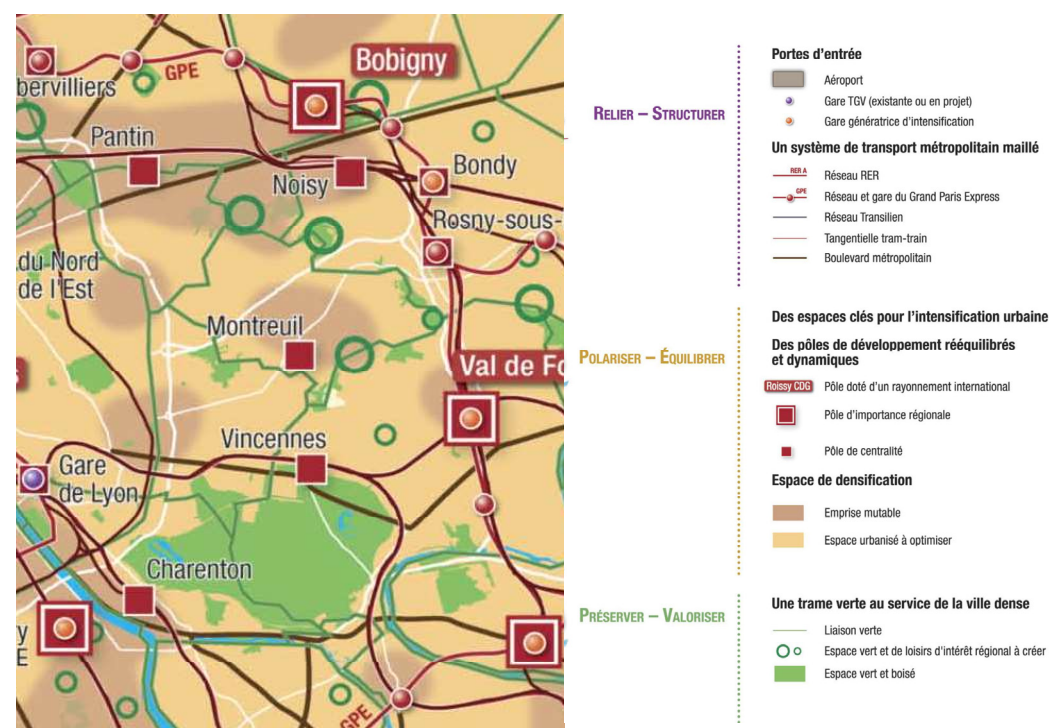 Bobigny
GPE
bervilliers
Pantin
Bondy
Noisy
Rosny-sous-
du Nord
de l'Est
Montreuil
Val de Fo
Vincennes
Gare
de Lyon
Charenton
y
E
GPE
RELIER – STRUCTURER
Portes d'entrée
Aéroport
Gare TGV (existante ou en projet)
Gare génératrice d'intensification
Un système de transport métropolitain maillé
RER A
Réseau RER
GPE
Réseau et gare du Grand Paris Express
Réseau Transilien
Tangentielle tram-train
Boulevard métropolitain
POLARISER – ÉQUILIBRER
Des espaces clés pour l'intensification urbaine
Des pôles de développement rééquilibrés
et dynamiques
Roissy CDG
Pôle doté d'un rayonnement international
Pôle d'importance régionale
Pôle de centralité
Espace de densification
Emprise mutable
Espace urbanisé à optimiser
PRÉSERVER – VALORISER
Une trame verte au service de la ville dense
Liaison verte
Espace vert et de loisirs d'intérêt régional à créer
Espace vert et boisé